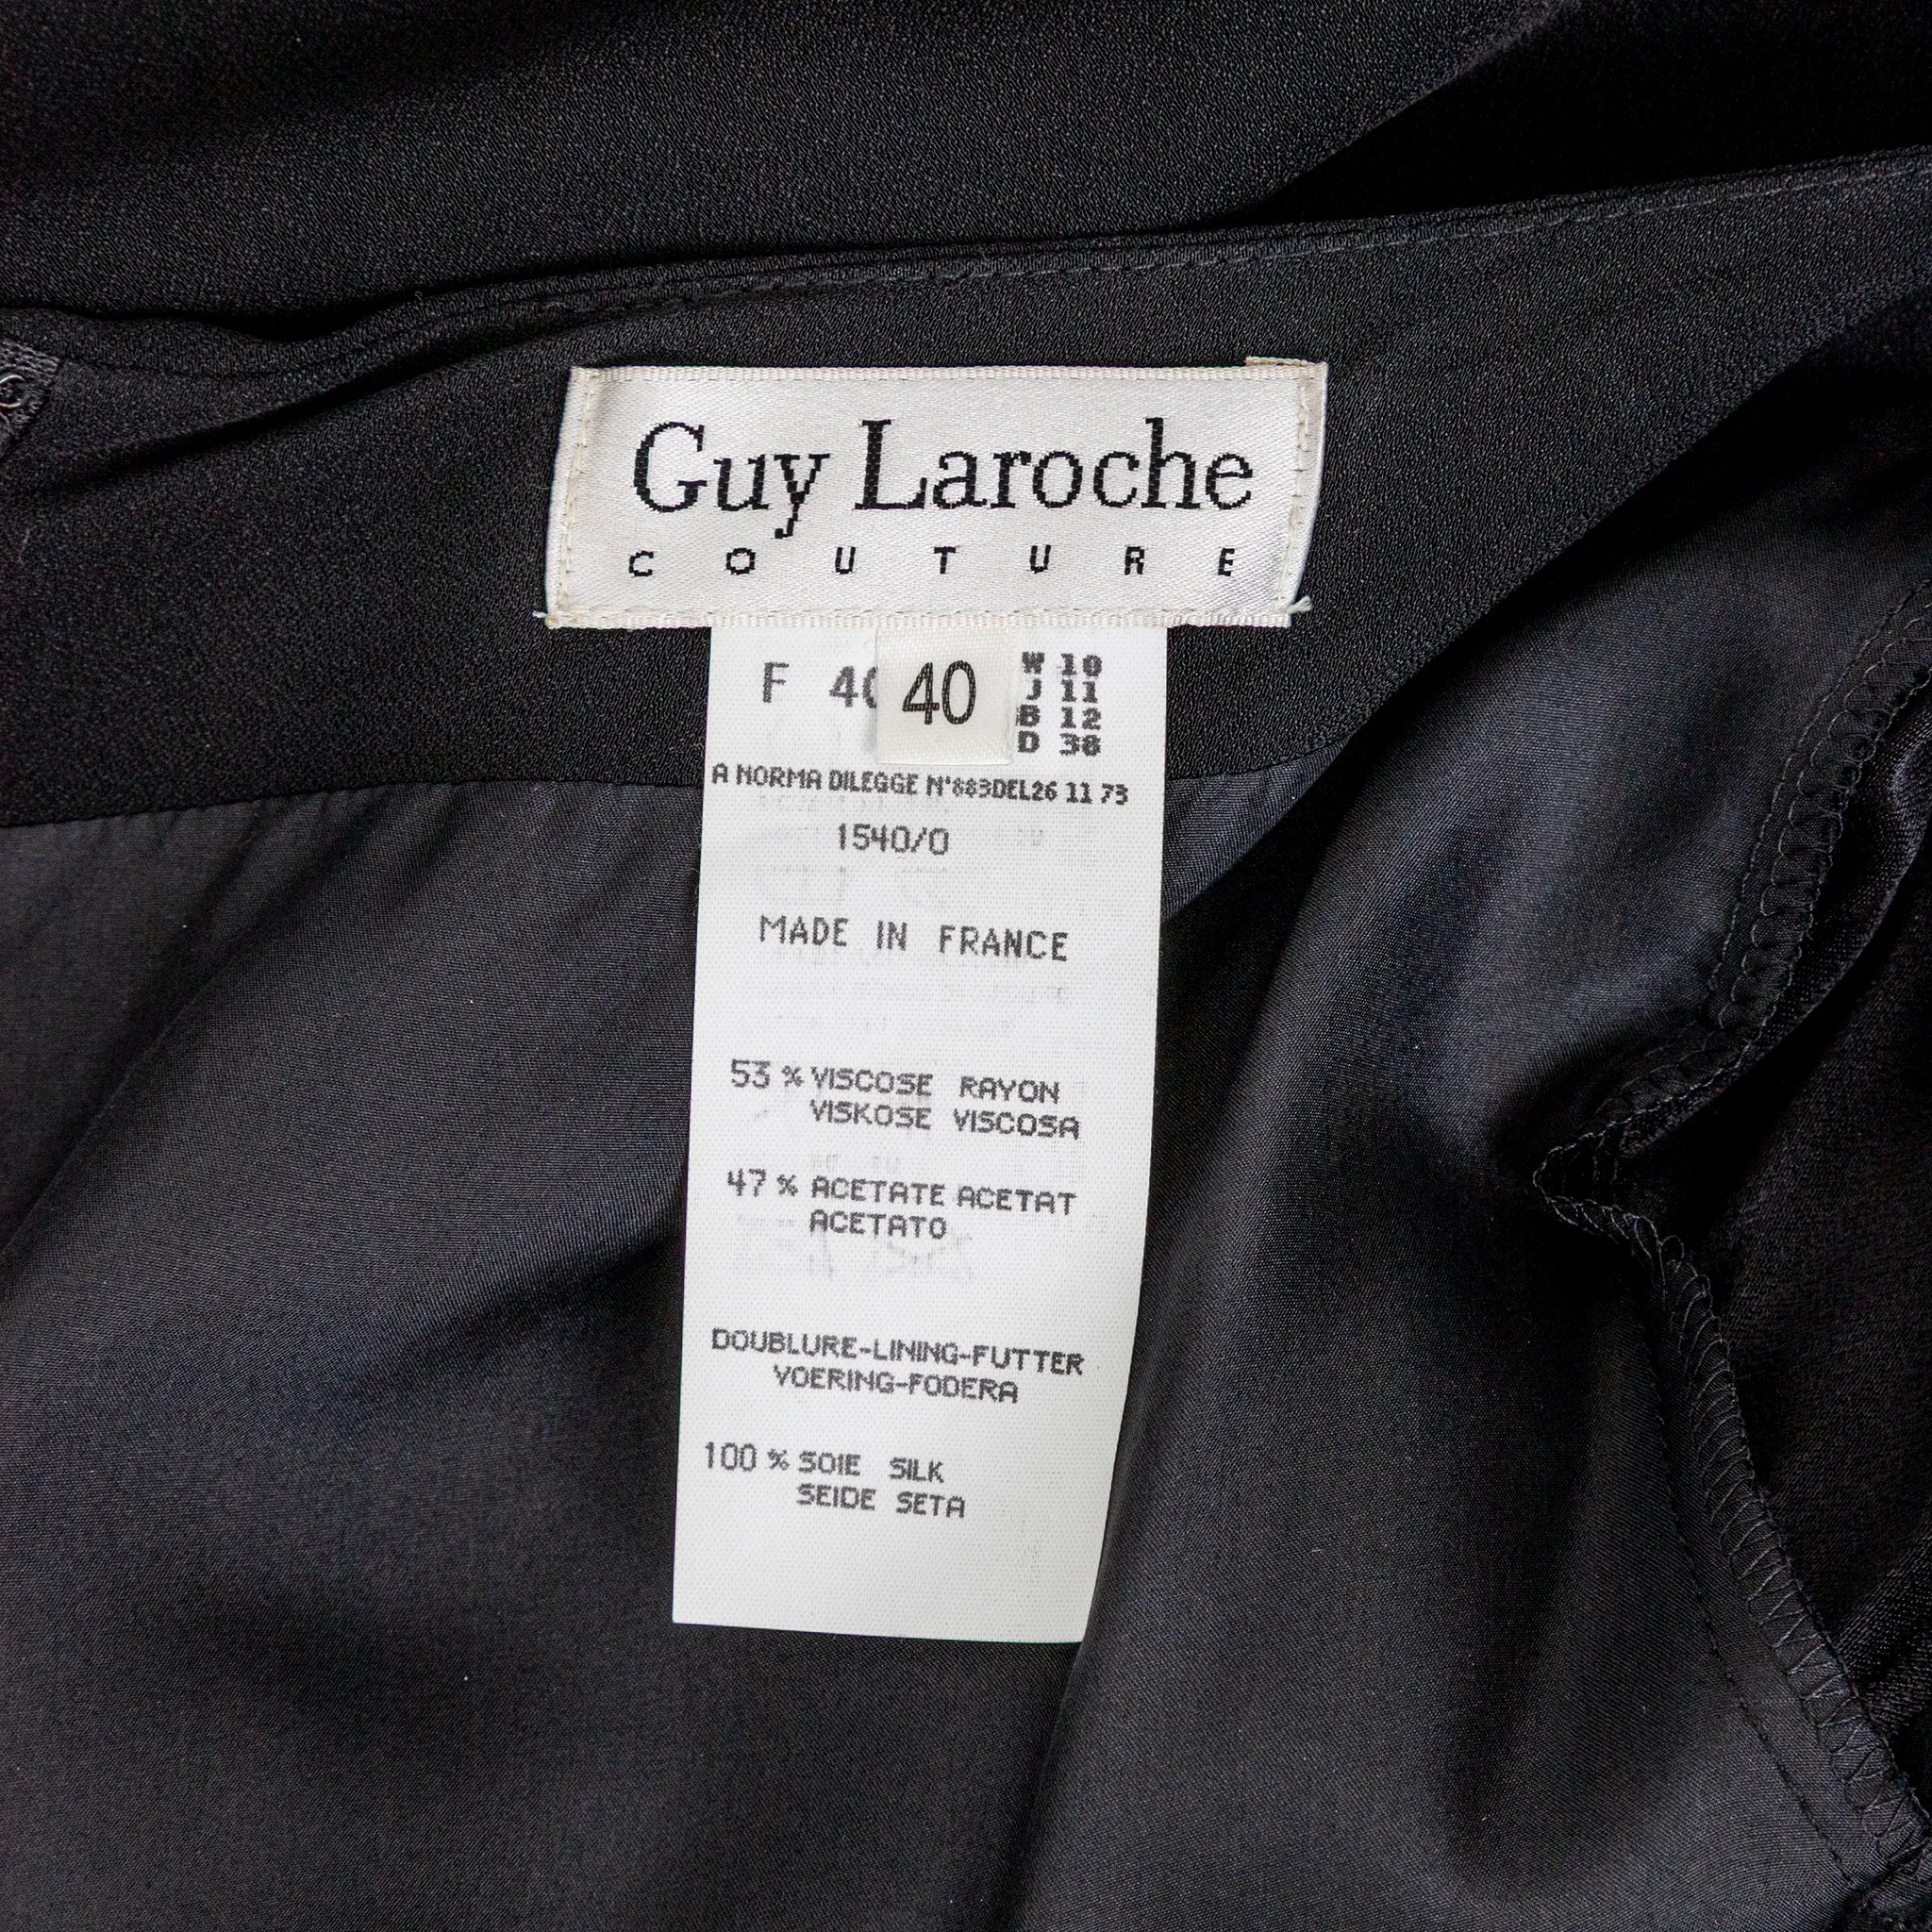 Guy Laroche
COUTURE
F 40 40 W 10
J 11
B 12
D 38
A NORMA DILEGGE N°883DEL26 11 73
1540/0
MADE IN FRANCE
53 % VISCOSE RAYON
VISKOSE VISCOSA
47 % ACETATE ACETAT
ACETATO
DOUBLURE-LINING-FUTTER
VOERING-FODERA
100 % SOIE SILK
SEIDE SETA